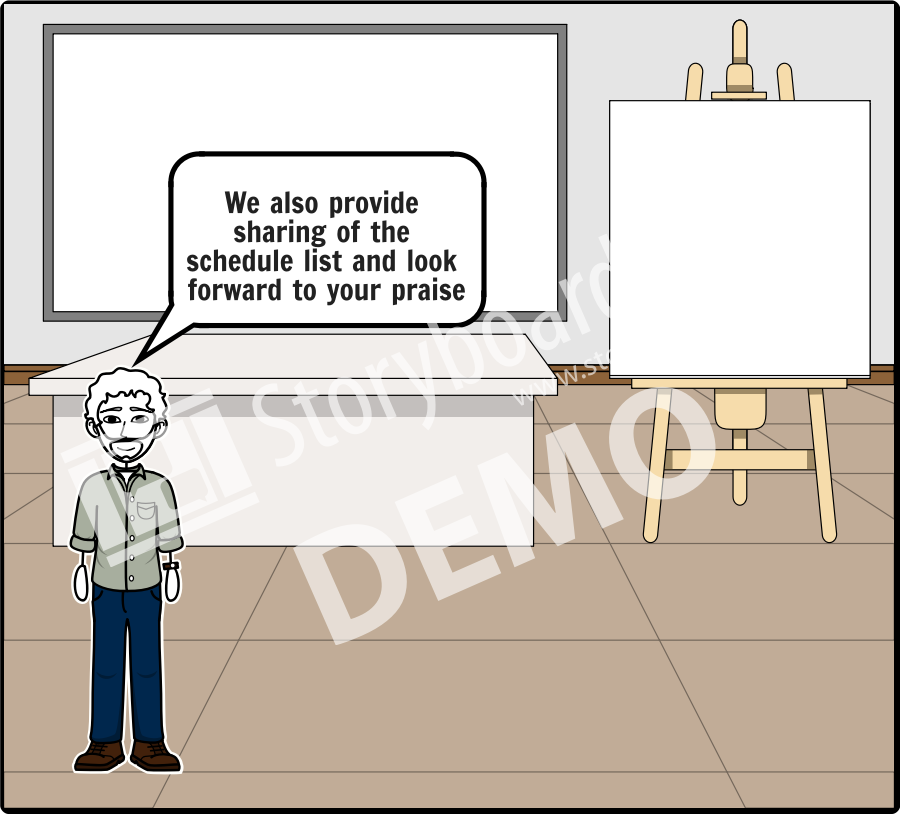 We also provide
sharing of the
schedule list and look
forward to your praise
Storyboard
DEMO